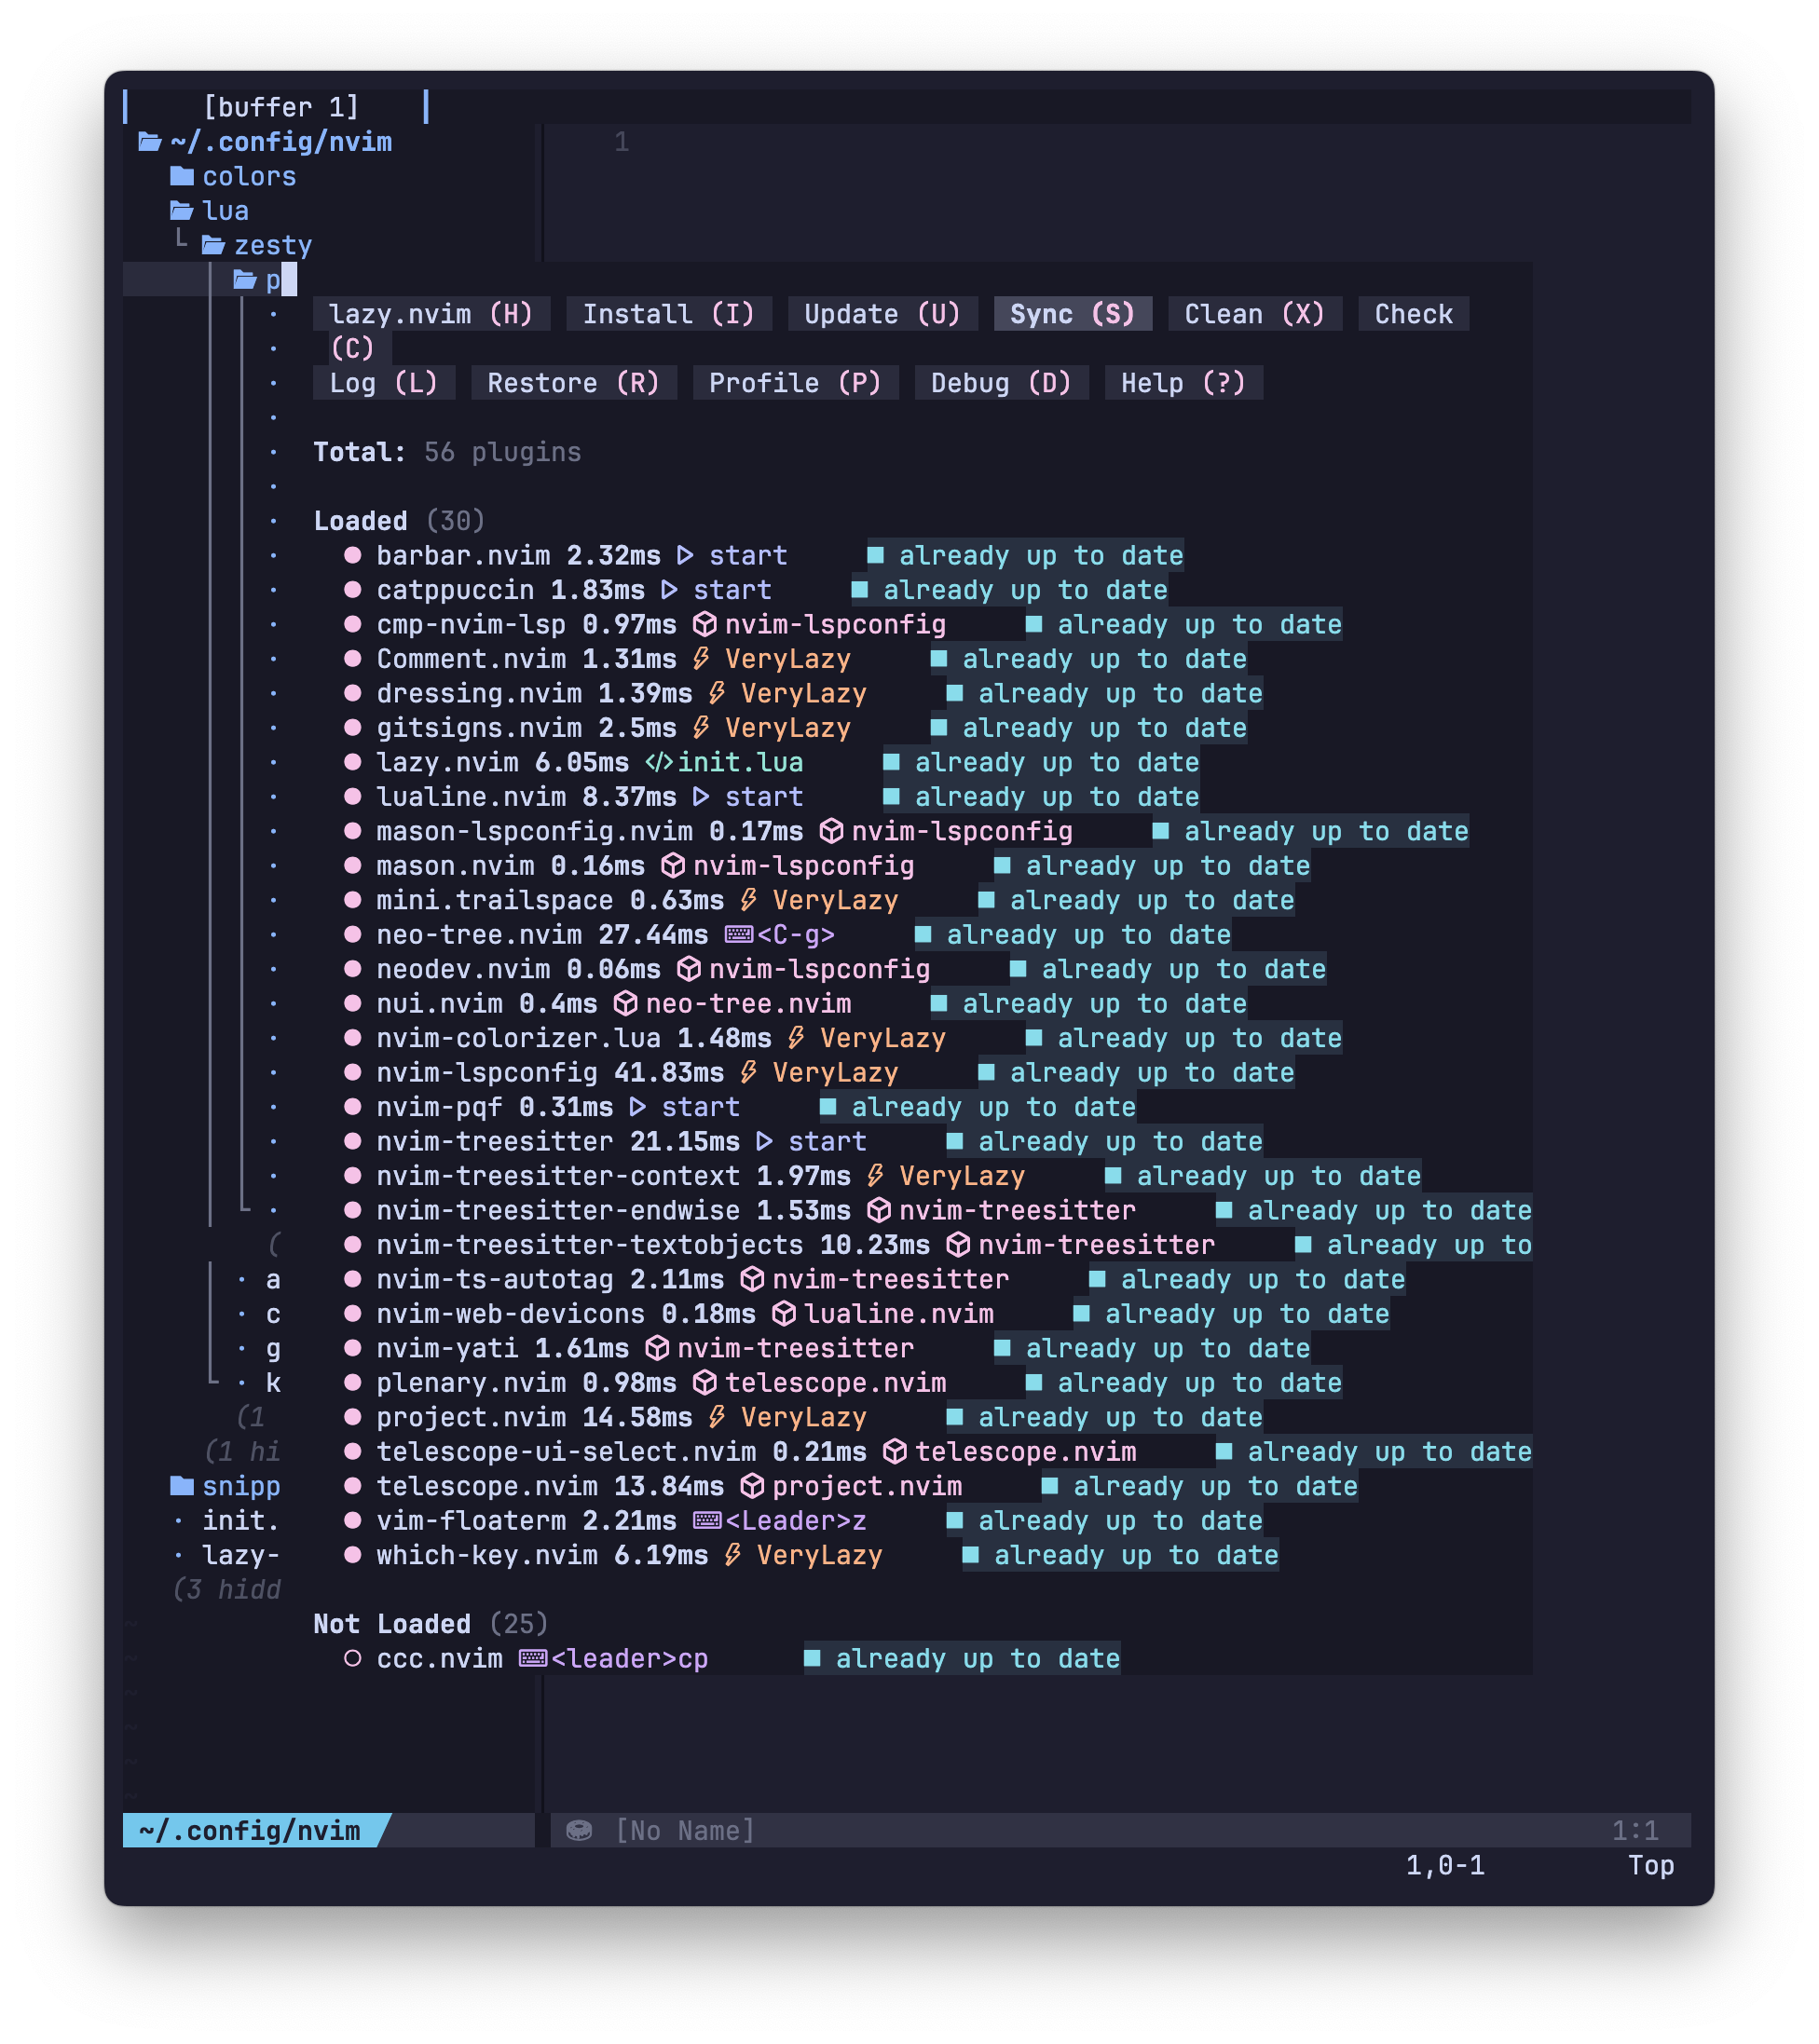 [buffer 1]
~/.config/nvim 1
colors
lua
zesty
p
lazy.nvim (H) Install (I) Update (U) Sync (S) Clean (X) Check
(C)
Log (L) Restore (R) Profile (P) Debug (D) Help (?)
Total: 56 plugins
Loaded (30)
barbar.nvim 2.32ms start already up to date
catppuccin 1.83ms start already up to date
cmp-nvim-lsp 0.97ms nvim-lspconfig already up to date
Comment.nvim 1.31ms VeryLazy already up to date
dressing.nvim 1.39ms VeryLazy already up to date
gitsigns.nvim 2.5ms VeryLazy already up to date
lazy.nvim 6.05ms </>init.lua already up to date
lualine.nvim 8.37ms start already up to date
mason-lspconfig.nvim 0.17ms nvim-lspconfig already up to date
mason.nvim 0.16ms nvim-lspconfig already up to date
mini.trailspace 0.63ms VeryLazy already up to date
neo-tree.nvim 27.44ms <C-g> already up to date
neodev.nvim 0.06ms nvim-lspconfig already up to date
nui.nvim 0.4ms neo-tree.nvim already up to date
nvim-colorizer.lua 1.48ms VeryLazy already up to date
nvim-lspconfig 41.83ms VeryLazy already up to date
nvim-pqf 0.31ms start already up to date
nvim-treesitter 21.15ms start already up to date
nvim-treesitter-context 1.97ms VeryLazy already up to date
nvim-treesitter-endwise 1.53ms nvim-treesitter already up to date
( nvim-treesitter-textobjects 10.23ms nvim-treesitter already up to
a nvim-ts-autotag 2.11ms nvim-treesitter already up to date
c nvim-web-devicons 0.18ms lualine.nvim already up to date
g nvim-yati 1.61ms nvim-treesitter already up to date
k plenary.nvim 0.98ms telescope.nvim already up to date
(1 project.nvim 14.58ms VeryLazy already up to date
(1 hi telescope-ui-select.nvim 0.21ms telescope.nvim already up to date
snipp telescope.nvim 13.84ms project.nvim already up to date
init. vim-floaterm 2.21ms <Leader>z already up to date
lazy- which-key.nvim 6.19ms VeryLazy already up to date
(3 hidd
~ Not Loaded (25)
~ ccc.nvim <leader>cp already up to date
~
~
~
~
~/.config/nvim [No Name] 1:1
1,0-1 Top